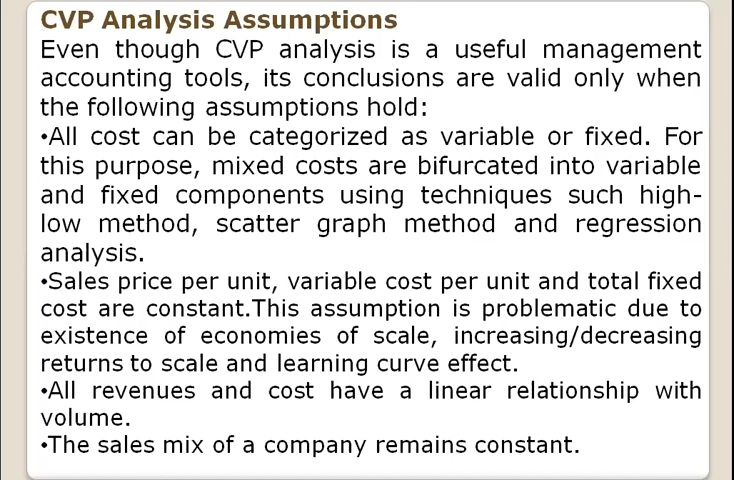 CVP Analysis Assumptions
Even though CVP analysis is a useful management
accounting tools, its conclusions are valid only when
the following assumptions hold:
•All cost can be categorized as variable or fixed. For
this purpose, mixed costs are bifurcated into variable
and fixed components using techniques such high-
low method, scatter graph method and regression
analysis.
•Sales price per unit, variable cost per unit and total fixed
cost are constant.This assumption is problematic due to
existence of economies of scale, increasing/decreasing
returns to scale and learning curve effect.
•All revenues and cost have a linear relationship with
volume.
•The sales mix of a company remains constant.